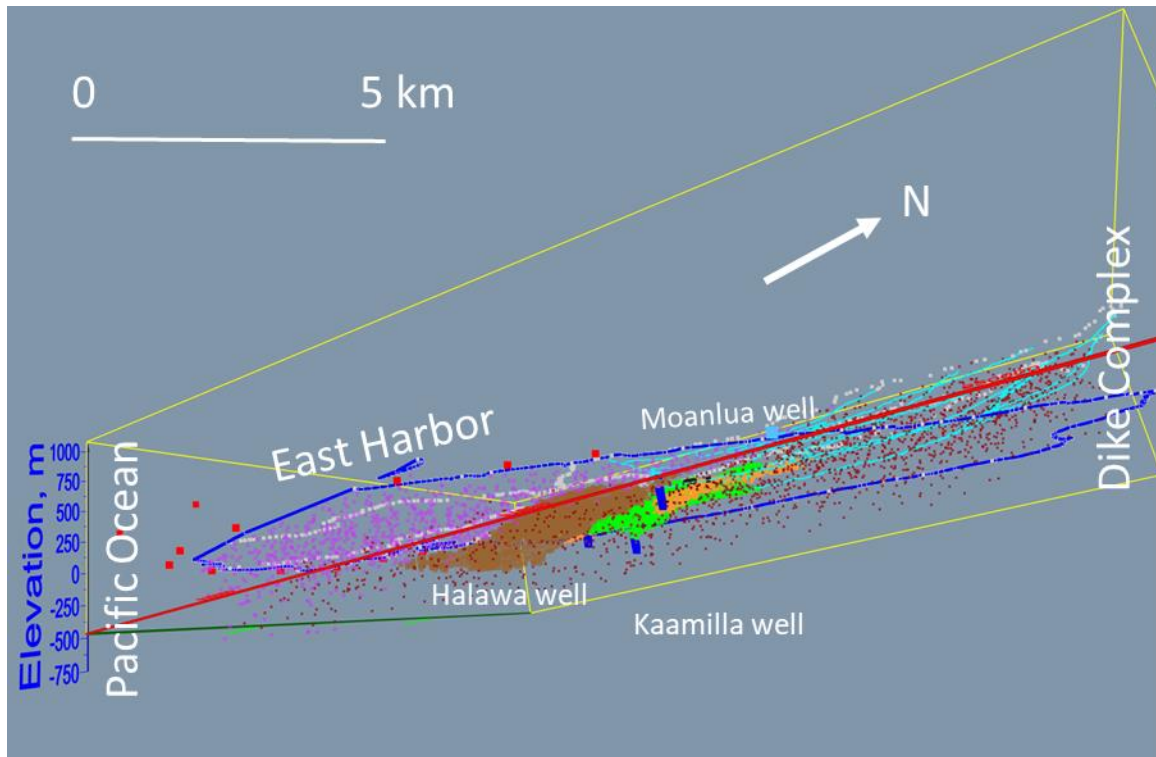 0 5 km
N
Dike Complex
Moanlua well
East Harbor
Pacific Ocean
Elevation, m
1000
750
500
250
0
-250
-500
-750
Halawa well
Kaamilla well